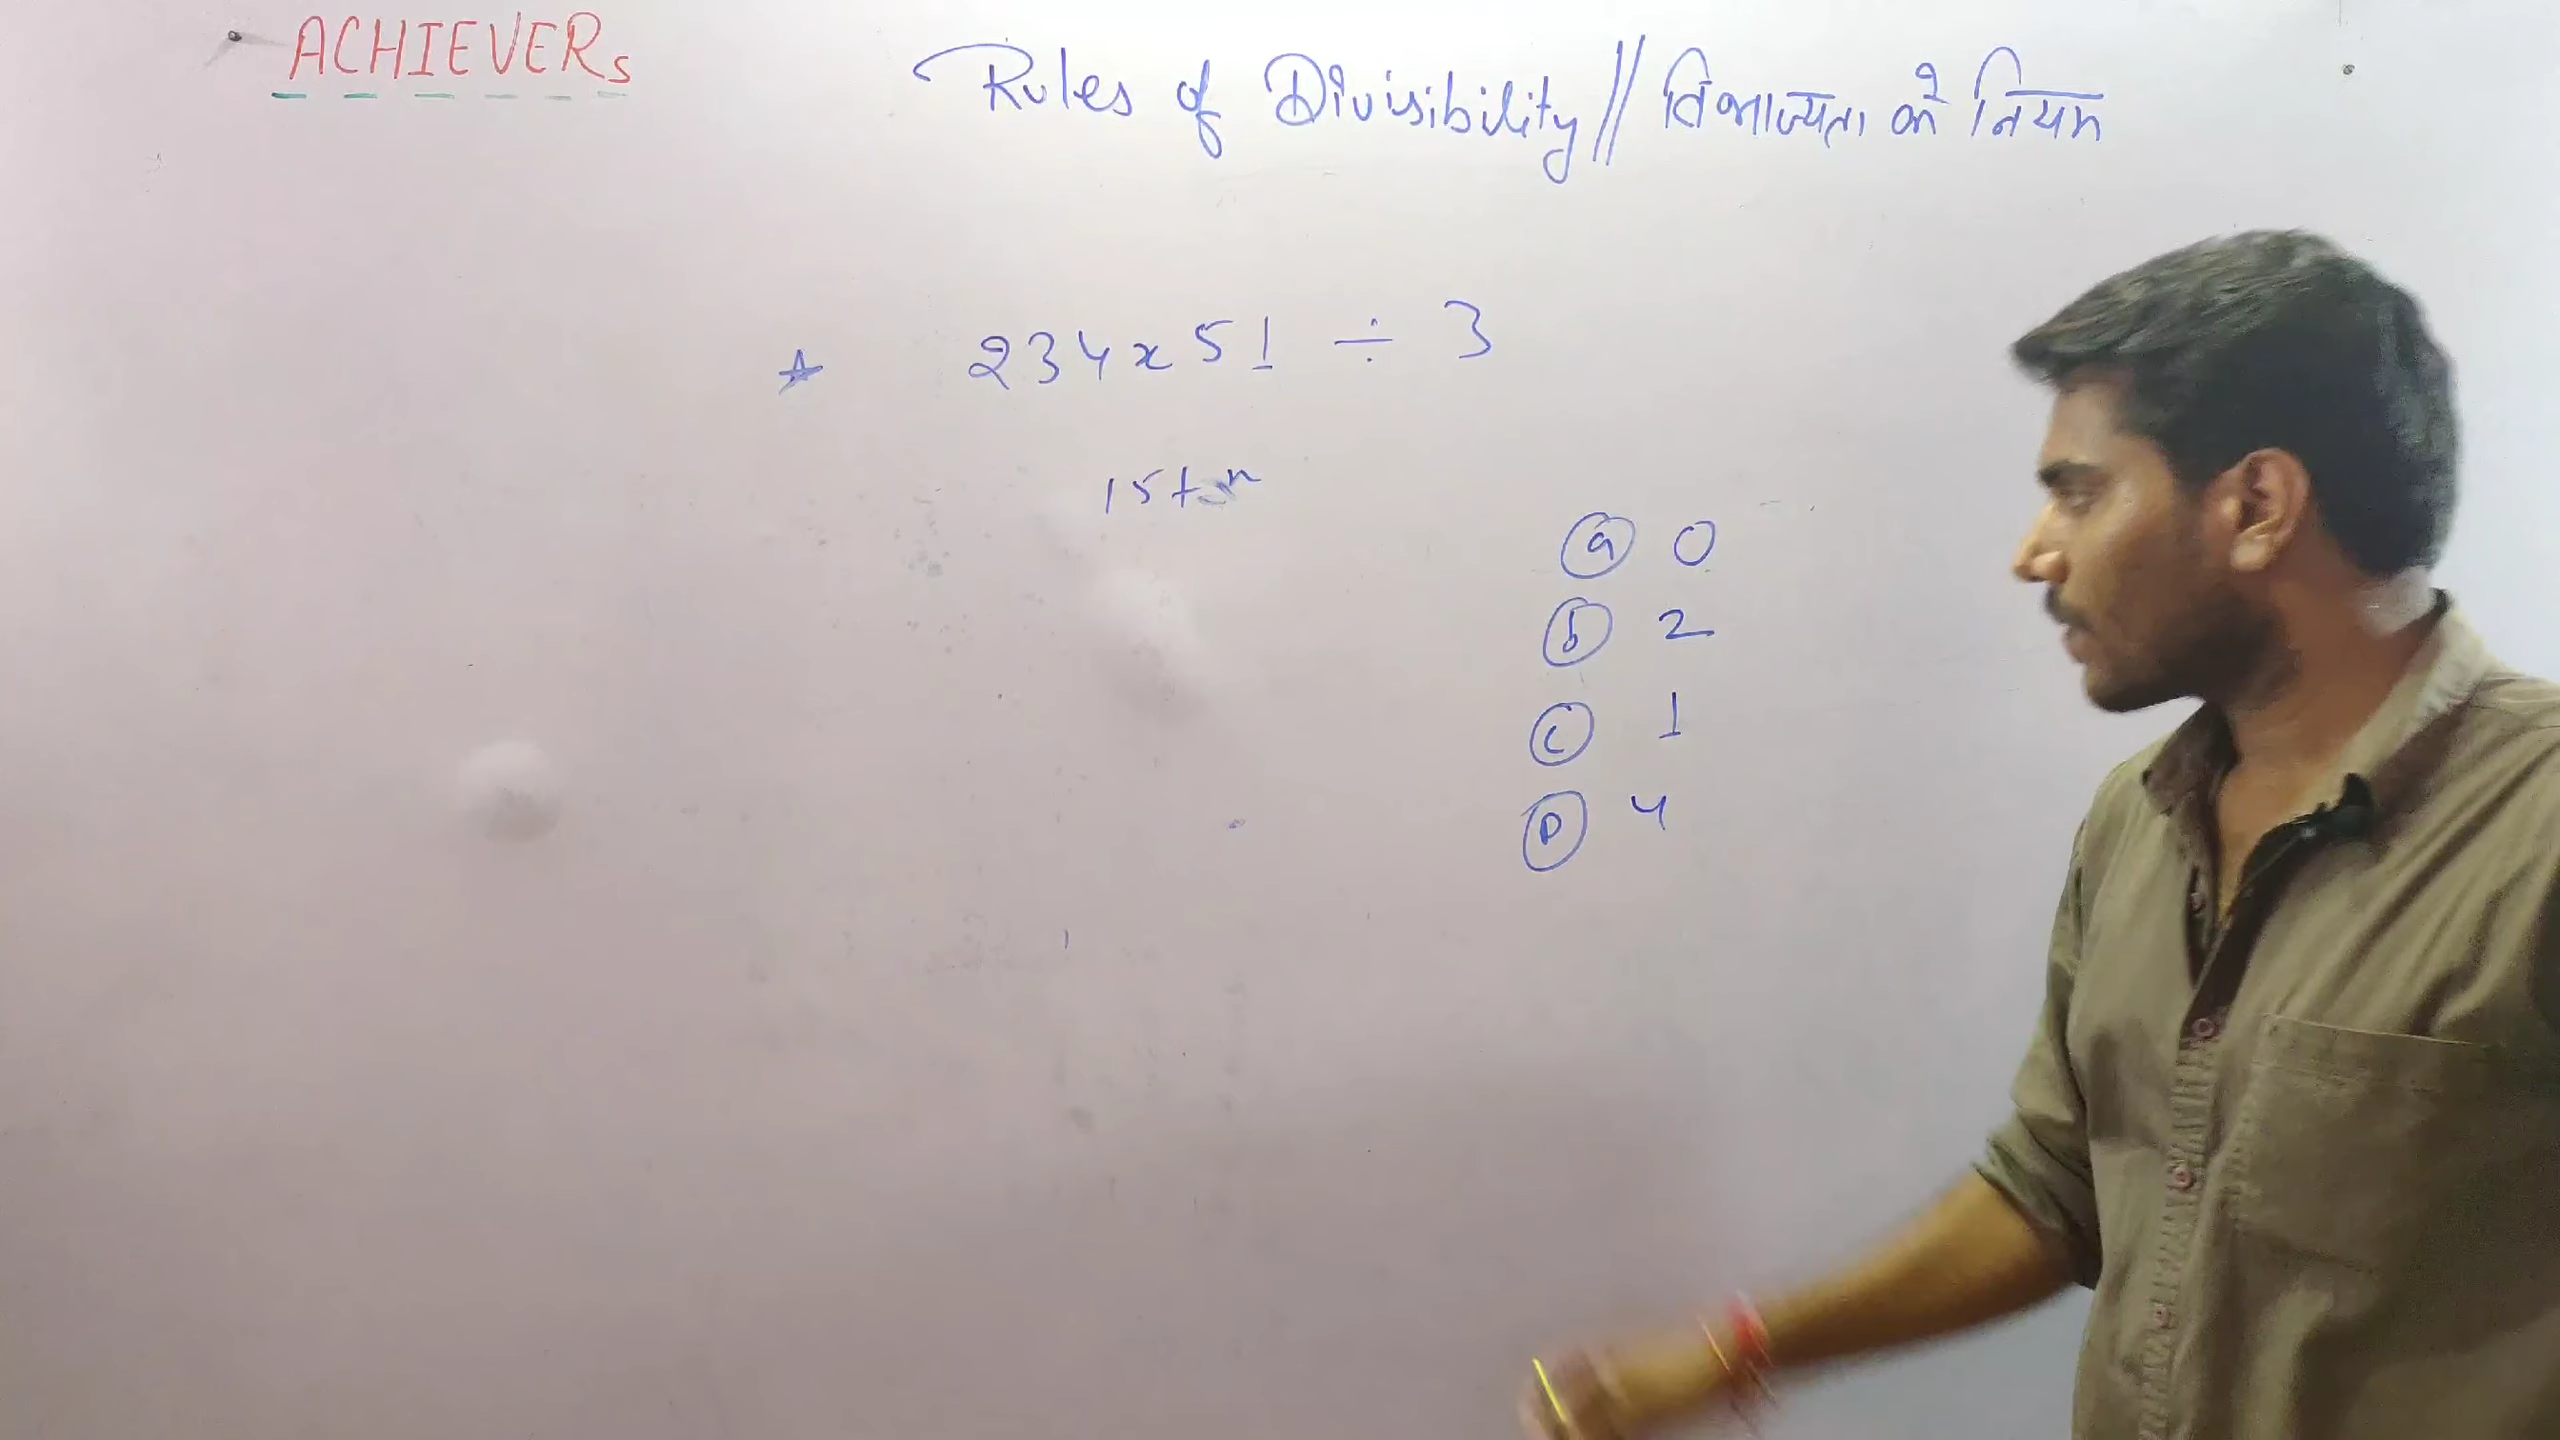 ACHIEVERs
Rules of Divisibility // विभाज्यता के नियम
234x51 ÷ 3
15+x
a 0
b 2
c 1
D 4